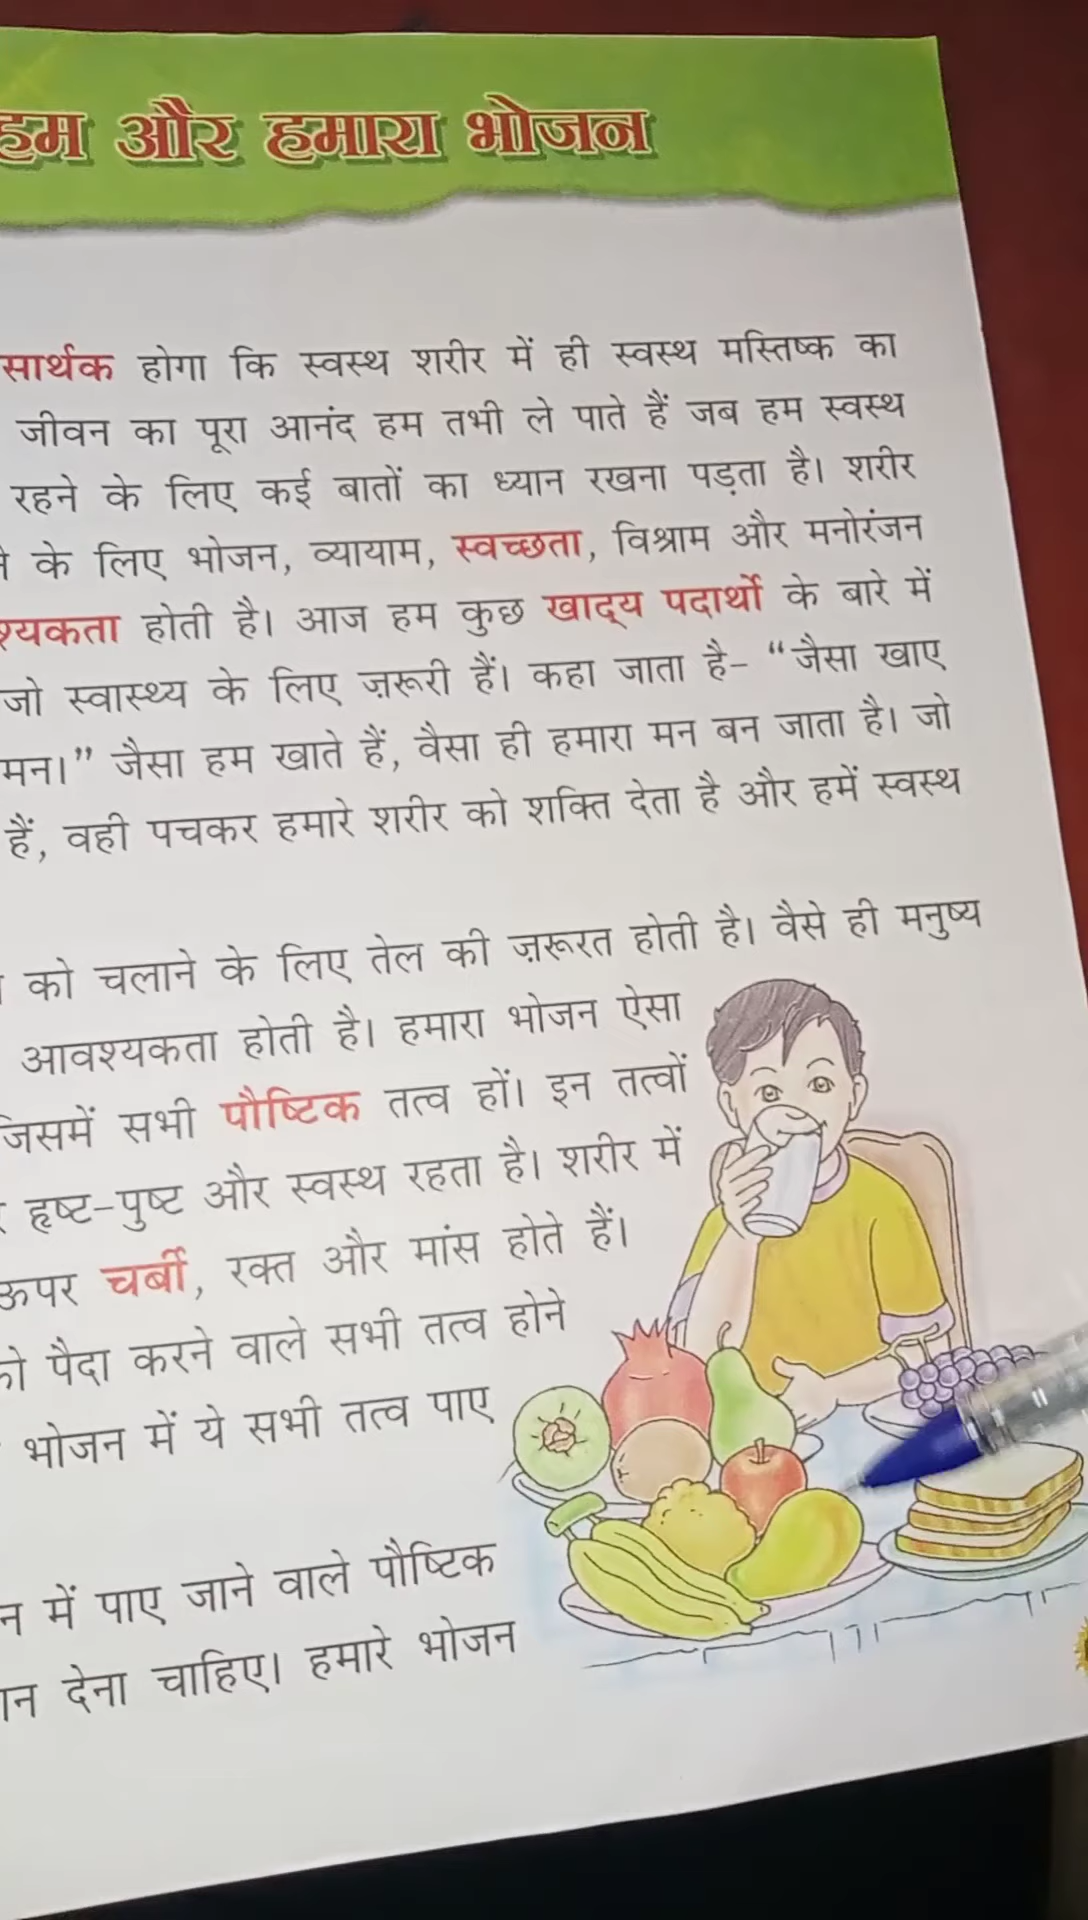 हम और हमारा भोजन
सार्थक होगा कि स्वस्थ शरीर में ही स्वस्थ मस्तिष्क का
जीवन का पूरा आनंद हम तभी ले पाते हैं जब हम स्वस्थ
रहने के लिए कई बातों का ध्यान रखना पड़ता है। शरीर
के लिए भोजन, व्यायाम, स्वच्छता, विश्राम और मनोरंजन
श्यकता होती है। आज हम कुछ खाद्य पदार्थों के बारे में
जो स्वास्थ्य के लिए ज़रूरी हैं। कहा जाता है- “जैसा खाए
मन।” जैसा हम खाते हैं, वैसा ही हमारा मन बन जाता है। जो
हैं, वही पचकर हमारे शरीर को शक्ति देता है और हमें स्वस्थ
को चलाने के लिए तेल की ज़रूरत होती है। वैसे ही मनुष्य
आवश्यकता होती है। हमारा भोजन ऐसा
जिसमें सभी पौष्टिक तत्व हों। इन तत्वों
हृष्ट-पुष्ट और स्वस्थ रहता है। शरीर में
ऊपर चर्बी, रक्त और मांस होते हैं।
को पैदा करने वाले सभी तत्व होने
भोजन में ये सभी तत्व पाए
न में पाए जाने वाले पौष्टिक
देना चाहिए। हमारे भोजन